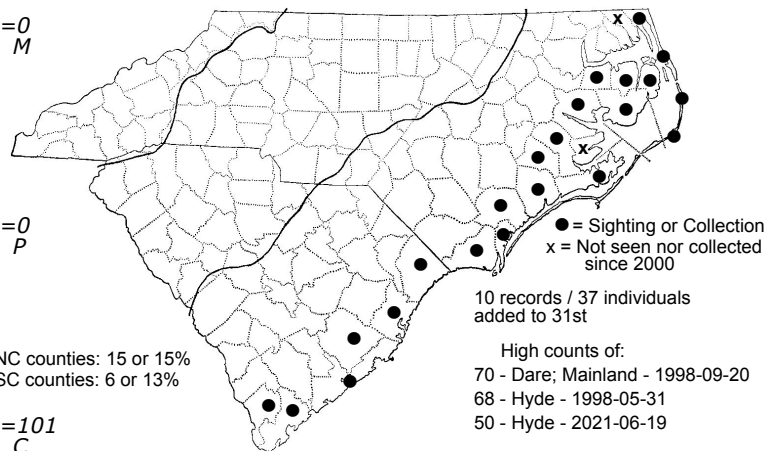 =0
M
x
x
=0
P
● = Sighting or Collection
x = Not seen nor collected
since 2000
10 records / 37 individuals
added to 31st
NC counties: 15 or 15%
SC counties: 6 or 13%
High counts of:
70 - Dare; Mainland - 1998-09-20
68 - Hyde - 1998-05-31
50 - Hyde - 2021-06-19
=101
C